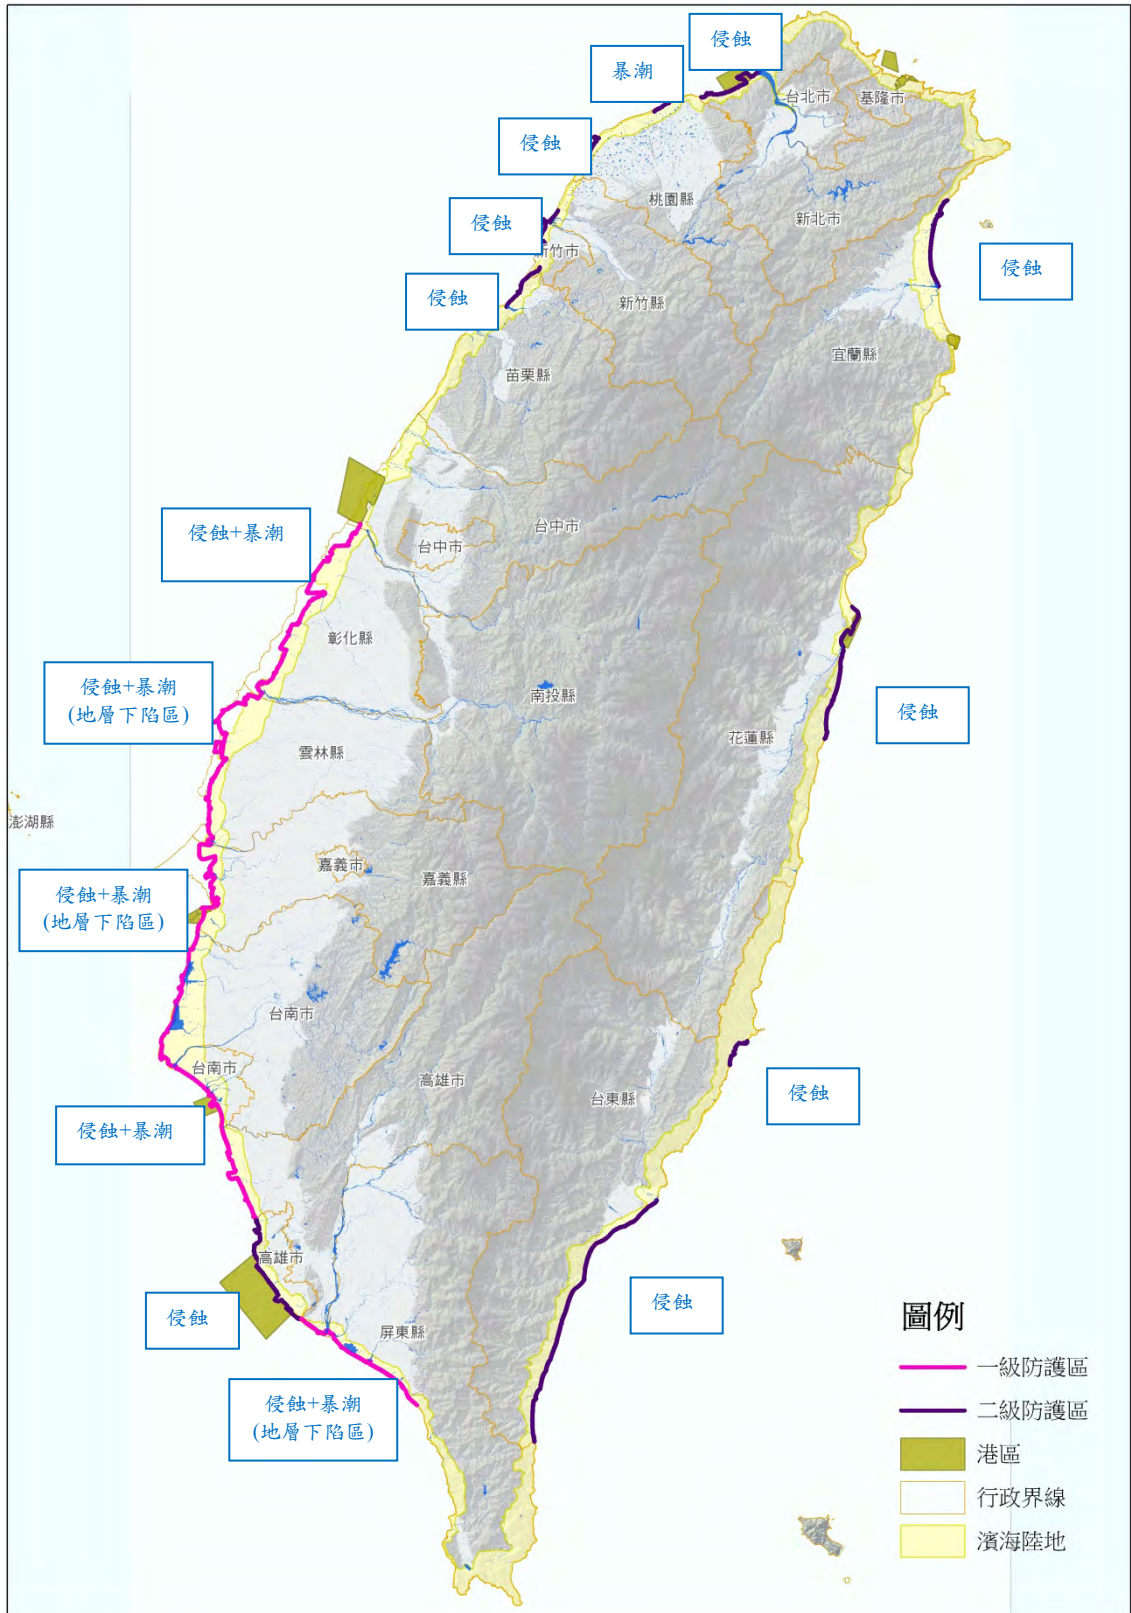 侵蝕
暴潮
台北市
基隆市
侵蝕
桃園縣
新北市
侵蝕
新竹市
侵蝕
侵蝕
新竹縣
宜蘭縣
苗栗縣
侵蝕+暴潮
台中市
台中市
彰化縣
侵蝕+暴潮
(地層下陷區)
南投縣
侵蝕
花蓮縣
雲林縣
澎湖縣
嘉義市
嘉義縣
侵蝕+暴潮
(地層下陷區)
台南市
台南市
高雄市
台東縣
侵蝕
侵蝕+暴潮
高雄市
侵蝕
侵蝕
屏東縣
侵蝕+暴潮
(地層下陷區)
圖例
一級防護區
二級防護區
港區
行政界線
濱海陸地